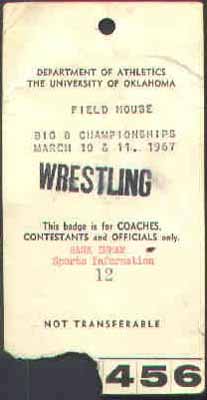 DEPARTMENT OF ATHLETICS
THE UNIVERSITY OF OKLAHOMA
FIELD HOUSE
BIG 8 CHAMPIONSHIPS
MARCH 10 & 11, 1967
WRESTLING
This badge is for COACHES,
CONTESTANTS and OFFICIALS only.
Sports Information
12
NOT TRANSFERABLE
456